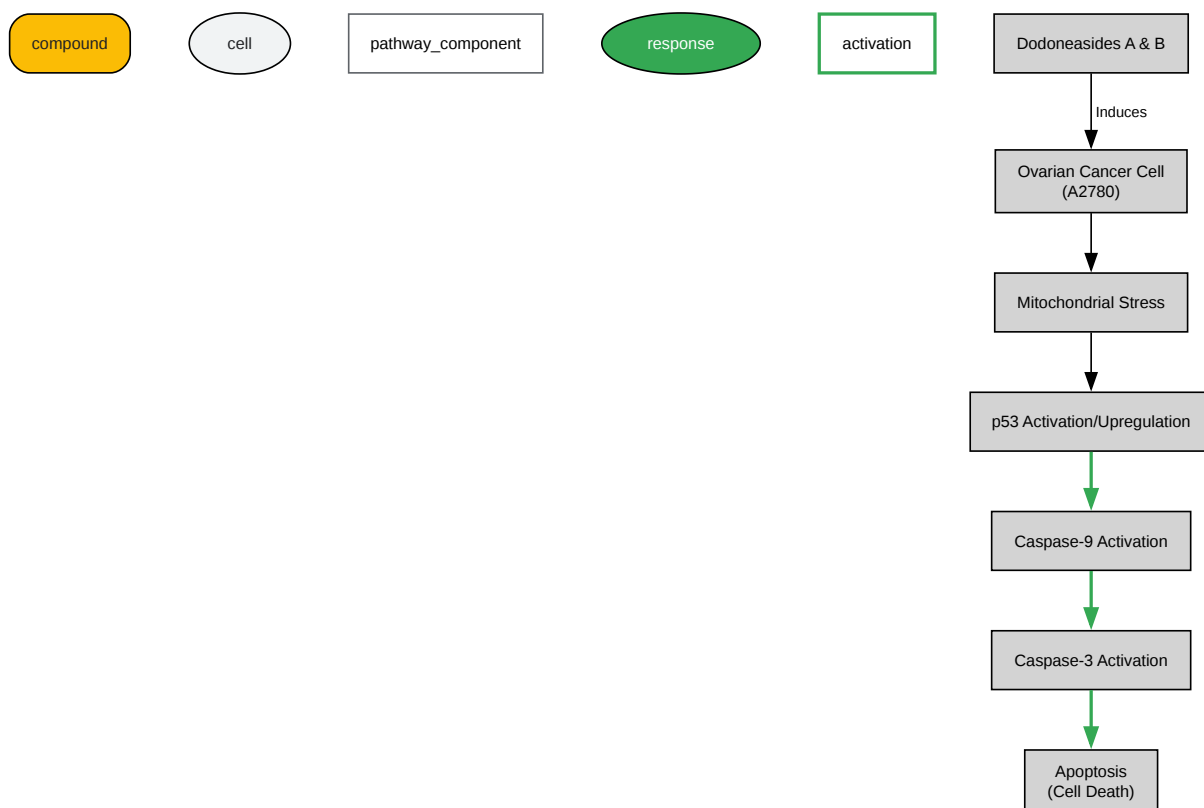 compound
cell
pathway_component
response
activation
Dodoneasides A & B
Induces
Ovarian Cancer Cell
(A2780)
Mitochondrial Stress
p53 Activation/Upregulation
Caspase-9 Activation
Caspase-3 Activation
Apoptosis
(Cell Death)